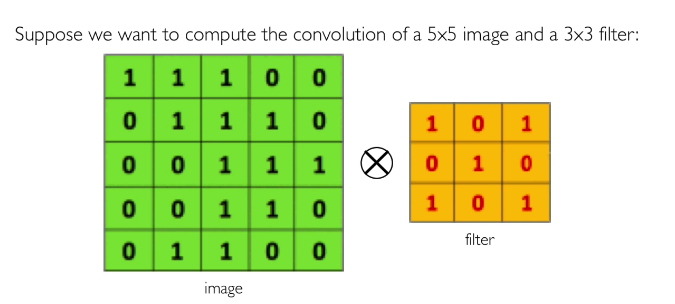 Suppose we want to compute the convolution of a 5x5 image and a 3x3 filter:
1 1 1 0 0
0 1 1 1 0
0 0 1 1 1
0 0 1 1 0
0 1 1 0 0
image
1 0 1
0 1 0
1 0 1
filter